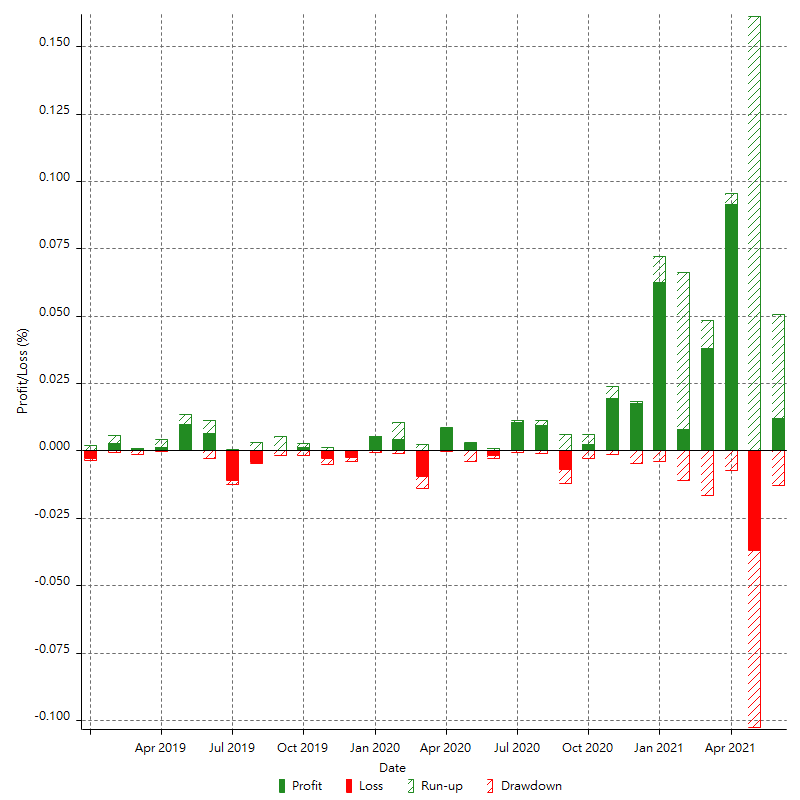 0.150
0.125
0.100
0.075
0.050
0.025
0.000
-0.025
-0.050
-0.075
-0.100
Profit/Loss (%)
Apr 2019 Jul 2019 Oct 2019 Jan 2020 Apr 2020 Jul 2020 Oct 2020 Jan 2021 Apr 2021
Date
Profit Loss Run-up Drawdown